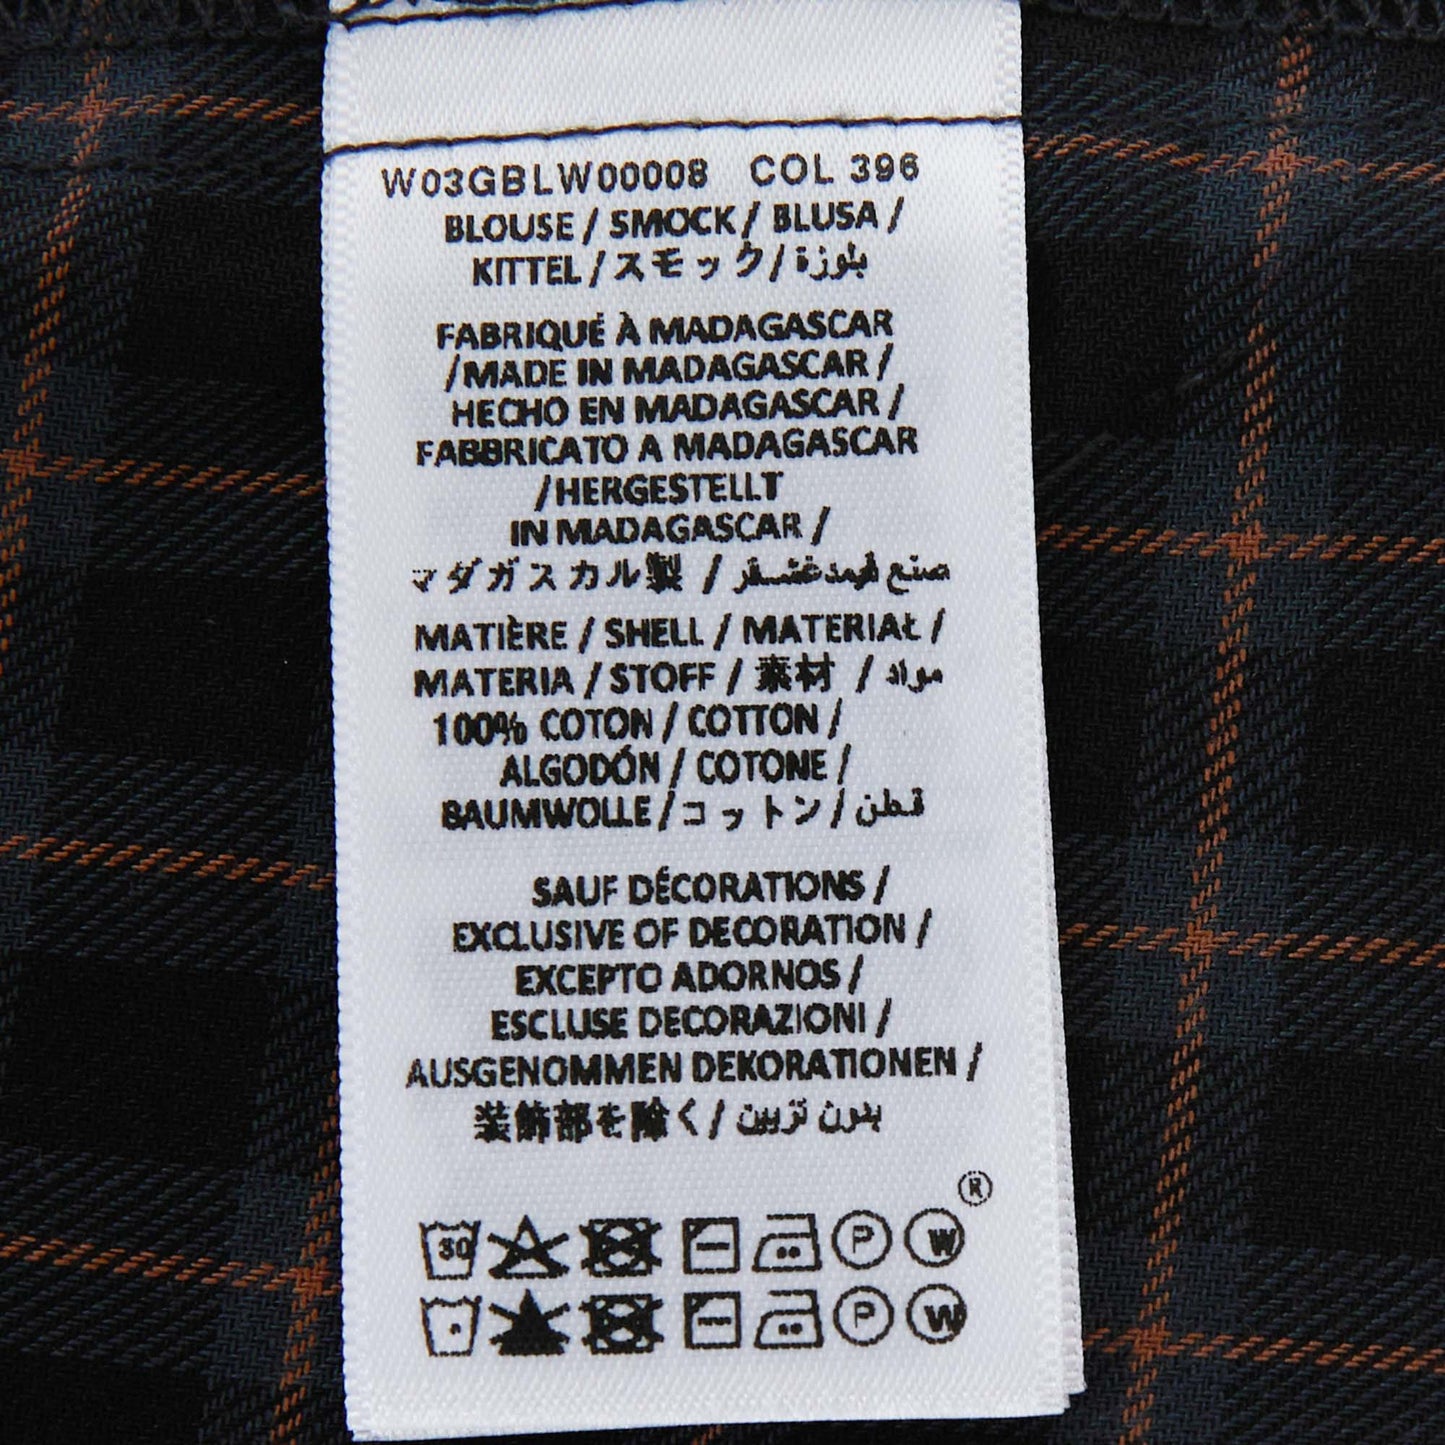 W03GBLW00008 COL 396
BLOUSE / SMOCK / BLUSA /
KITTEL / スモック / بلوزة
FABRIQUÉ À MADAGASCAR
/MADE IN MADAGASCAR /
HECHO EN MADAGASCAR /
FABBRICATO A MADAGASCAR
/HERGESTELLT
IN MADAGASCAR /
マダガスカル製 / صنع في
MATIÈRE / SHELL / MATERIAŁ /
MATERIA / STOFF / 素材 / مواد
100% COTON / COTTON /
ALGODÓN / COTONE /
BAUMWOLLE / コットン / قطن
SAUF DÉCORATIONS /
EXCLUSIVE OF DECORATION /
EXCEPTO ADORNOS /
ESCLUSE DECORAZIONI /
AUSGENOMMEN DEKORATIONEN /
装飾部を除く / بدون تزيين
®
30 P W
P W